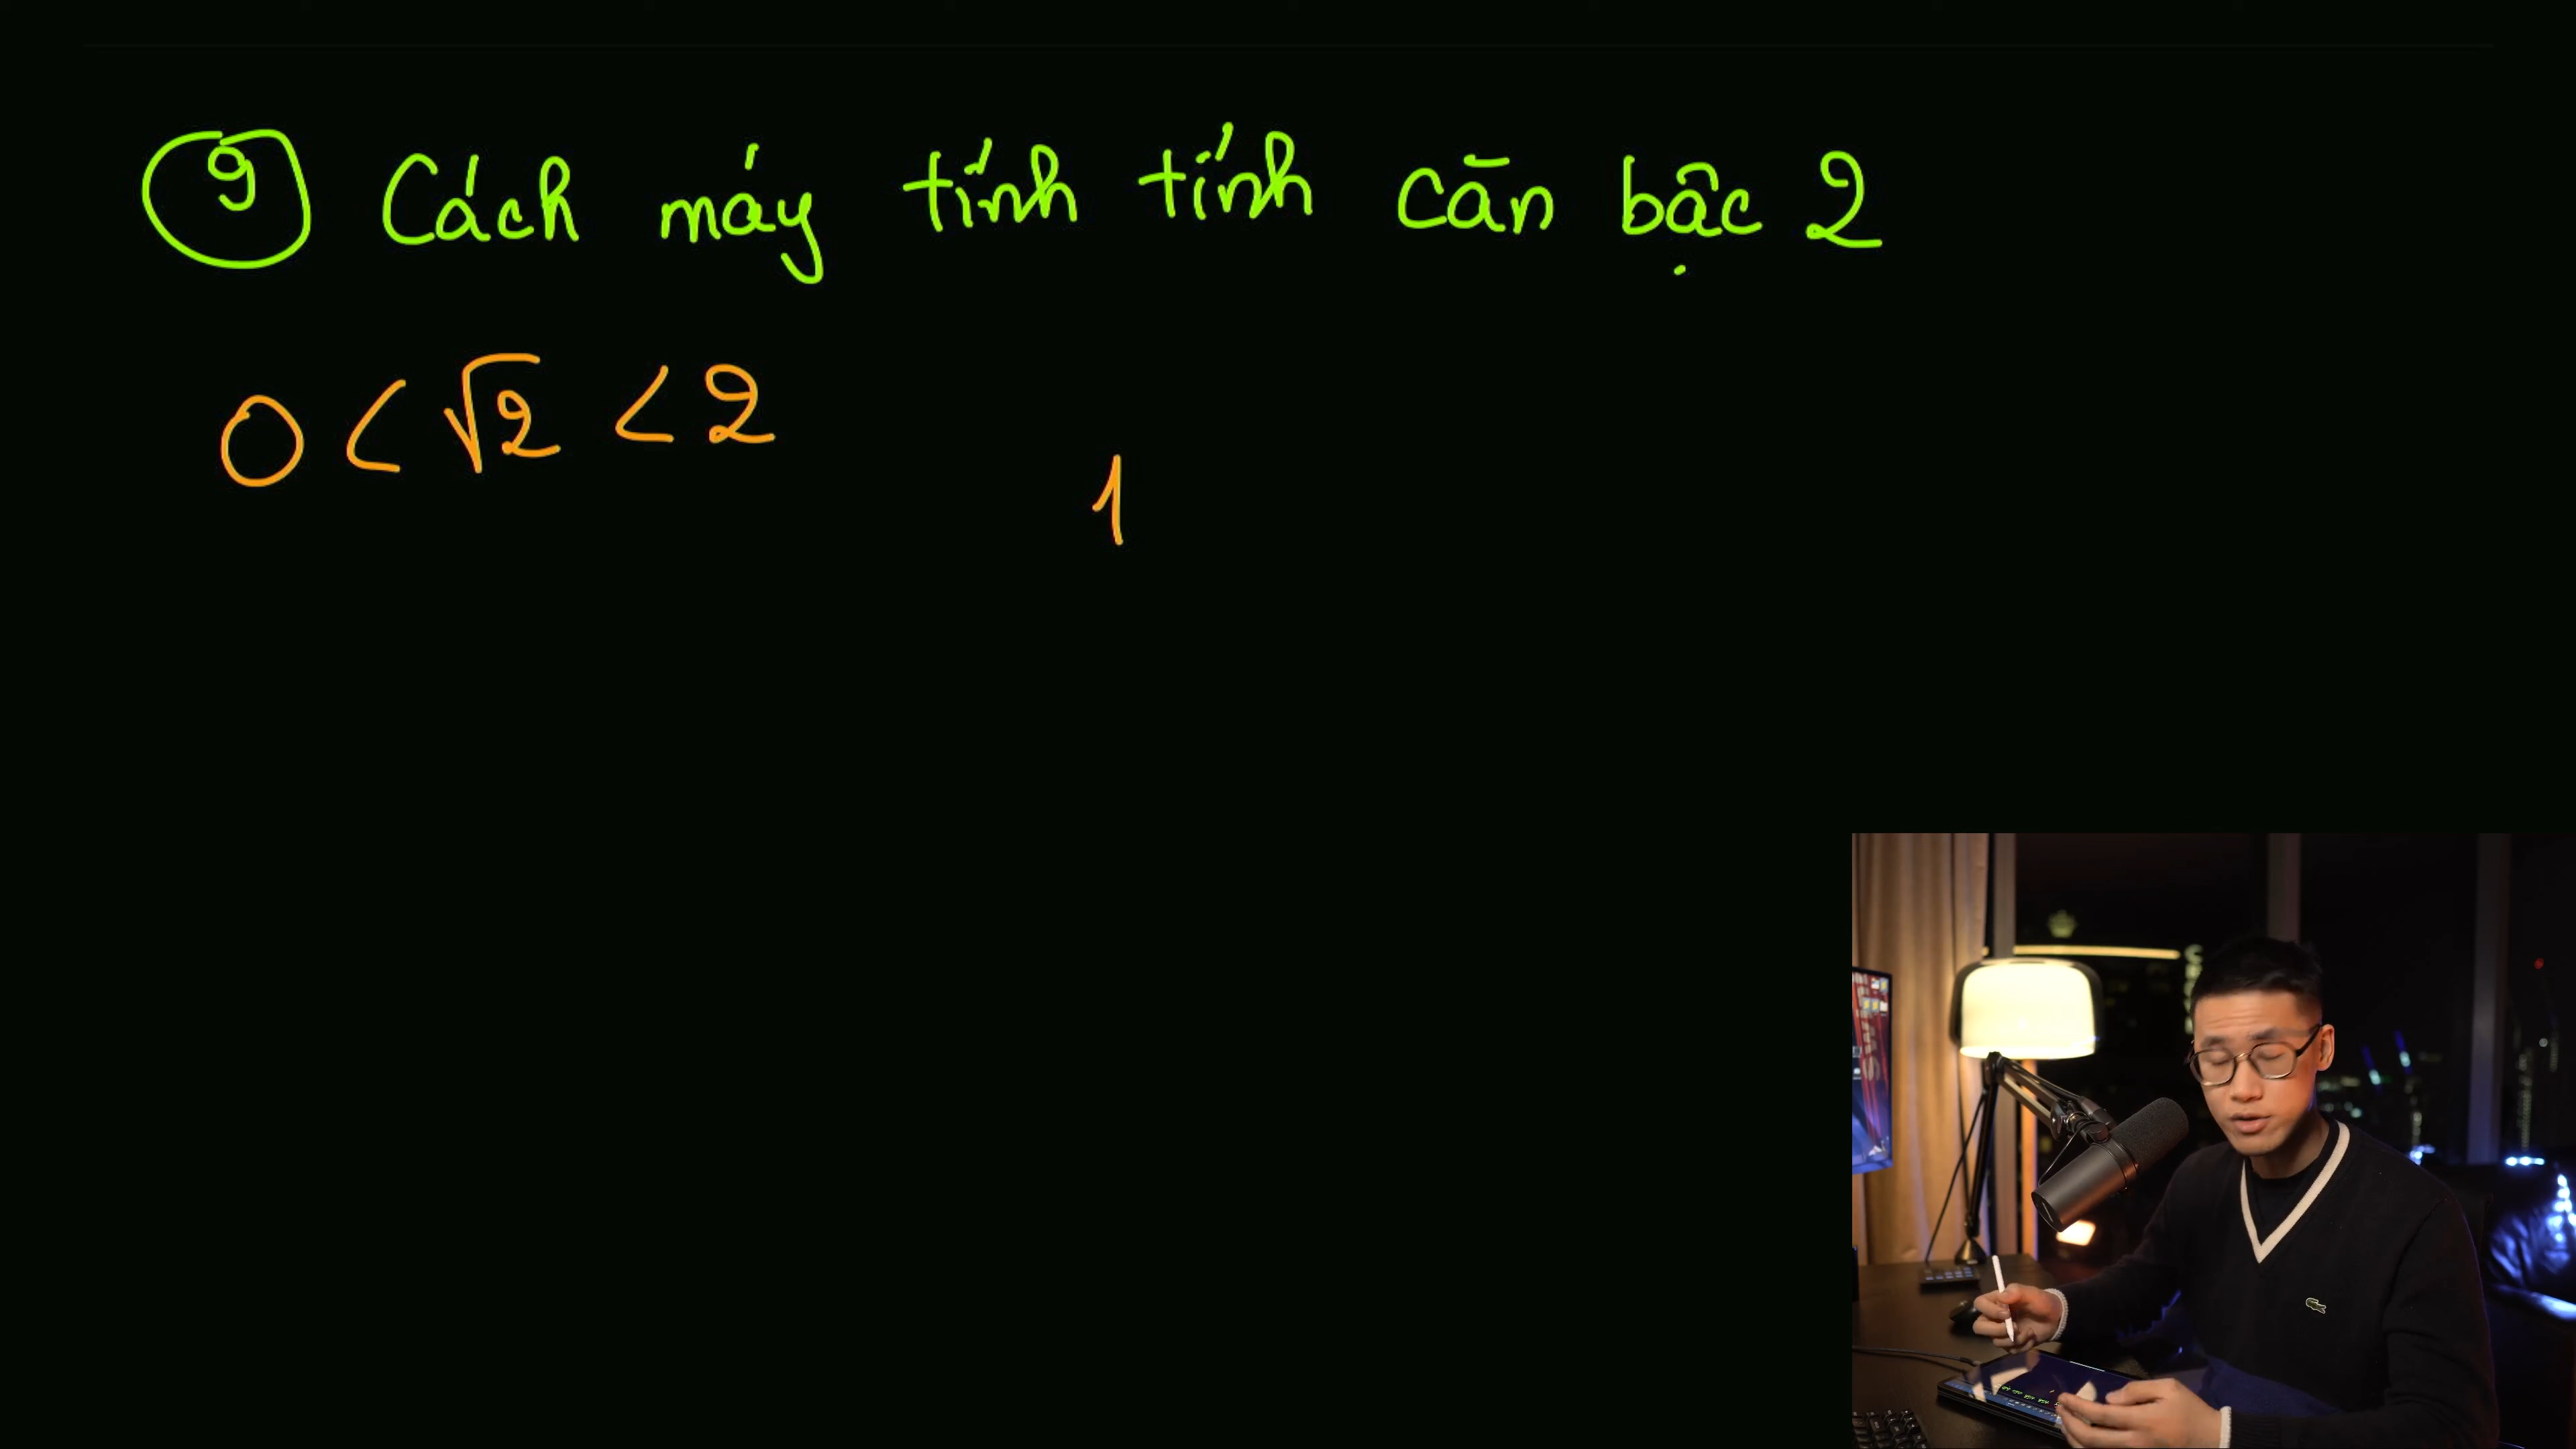 9 Cách máy tính tính căn bậc 2
0 < √2 < 2
1